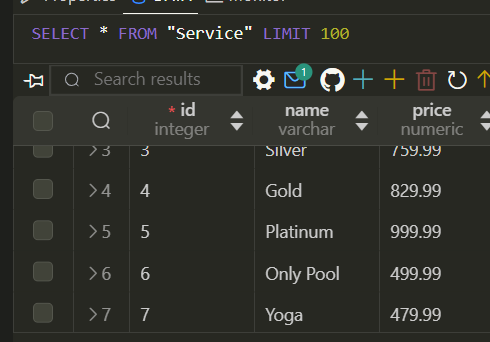 SELECT * FROM "Service" LIMIT 100
Search results
1
* id
integer
name
varchar
price
numeric
3 3 Silver 759.99
4 4 Gold 829.99
5 5 Platinum 999.99
6 6 Only Pool 499.99
7 7 Yoga 479.99